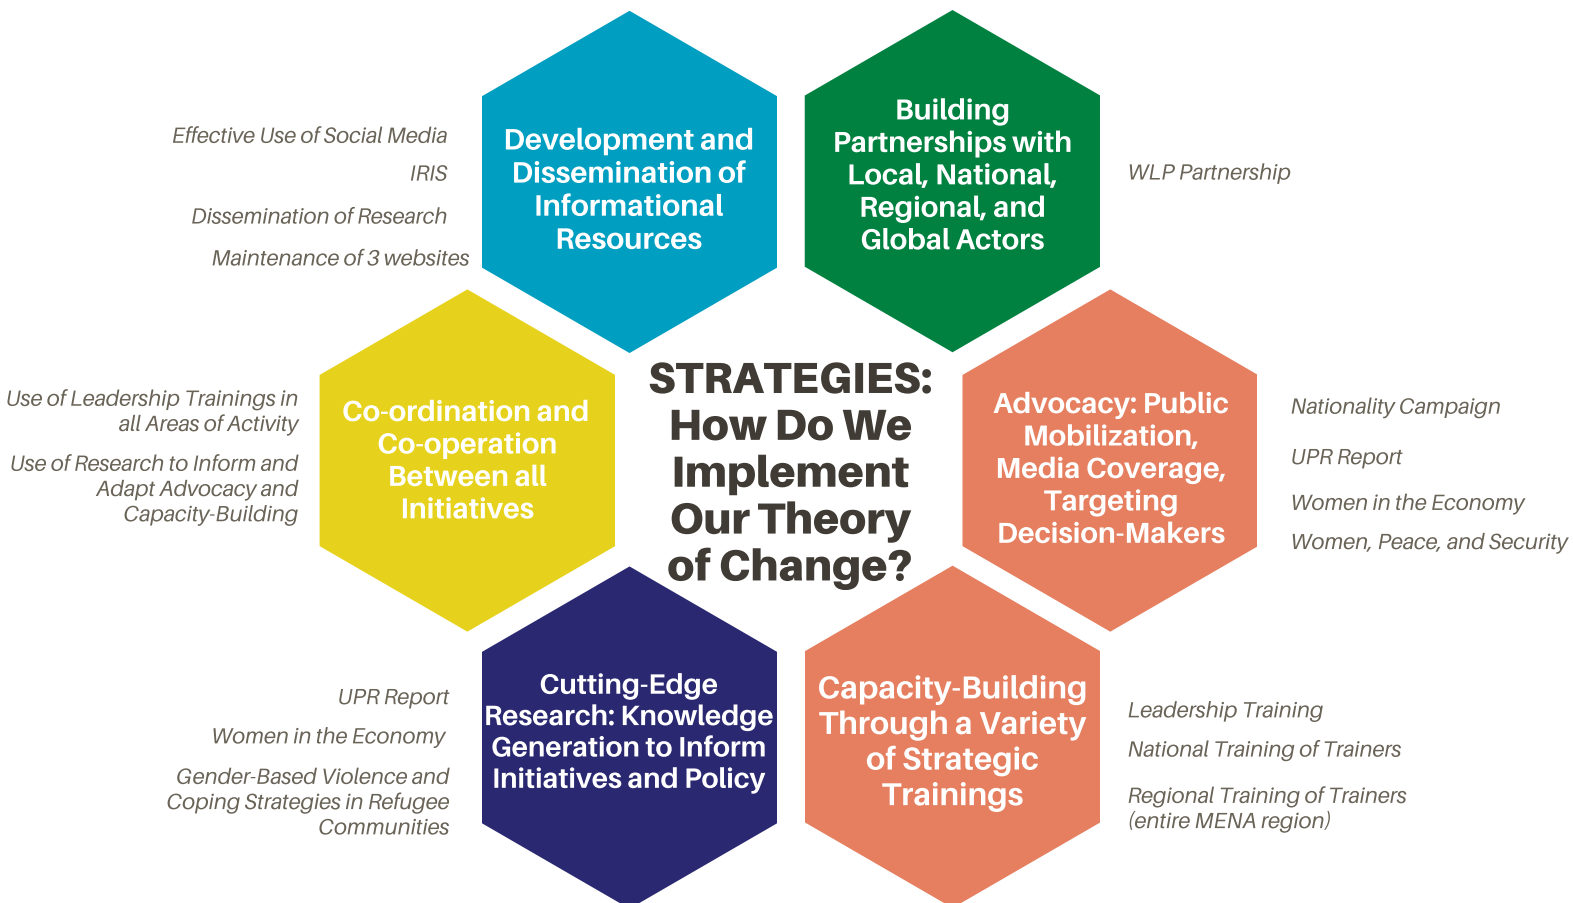 Effective Use of Social Media
IRIS
Dissemination of Research
Maintenance of 3 websites
Development and
Dissemination of
Informational
Resources
Building
Partnerships with
Local, National,
Regional, and
Global Actors
WLP Partnership
Use of Leadership Trainings in
all Areas of Activity
Use of Research to Inform and
Adapt Advocacy and
Capacity-Building
Co-ordination and
Co-operation
Between all
Initiatives
STRATEGIES:
How Do We
Implement
Our Theory
of Change?
Advocacy: Public
Mobilization,
Media Coverage,
Targeting
Decision-Makers
Nationality Campaign
UPR Report
Women in the Economy
Women, Peace, and Security
UPR Report
Women in the Economy
Gender-Based Violence and
Coping Strategies in Refugee
Communities
Cutting-Edge
Research: Knowledge
Generation to Inform
Initiatives and Policy
Capacity-Building
Through a Variety
of Strategic
Trainings
Leadership Training
National Training of Trainers
Regional Training of Trainers
(entire MENA region)